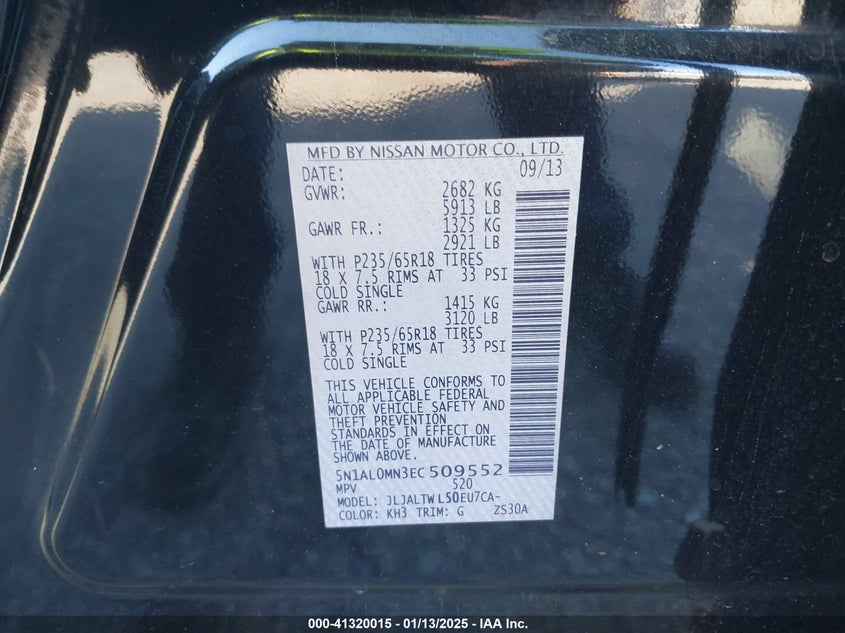 MFD BY NISSAN MOTOR CO., LTD.
DATE: 09/13
GVWR: 2682 KG
5913 LB
GAWR FR.: 1325 KG
2921 LB
WITH P235/65R18 TIRES
18 X 7.5 RIMS AT 33 PSI
COLD SINGLE
GAWR RR.: 1415 KG
3120 LB
WITH P235/65R18 TIRES
18 X 7.5 RIMS AT 33 PSI
COLD SINGLE
THIS VEHICLE CONFORMS TO
ALL APPLICABLE FEDERAL
MOTOR VEHICLE SAFETY AND
THEFT PREVENTION
STANDARDS IN EFFECT ON
THE DATE OF MANUFACTURE
SHOWN ABOVE.
5N1AL0MN3EC509552
MPV 520
MODEL: JLJALTWL50EU7CA-
COLOR: KH3 TRIM: G ZS30A
000-41320015 — 01/13/2025 - IAA Inc.